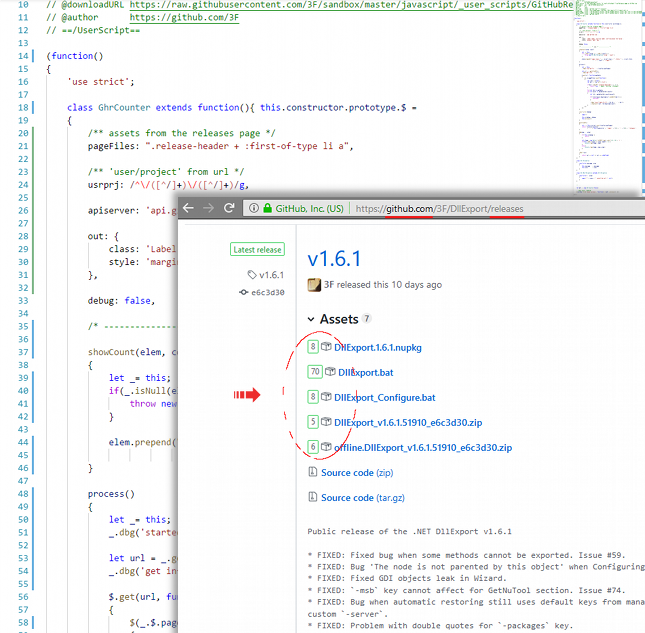 10 // @downloadURL https://raw.githubusercontent.com/3F/sandbox/master/javascript/_user_scripts/GitHubRe
11 // @author https://github.com/3F
12 // ==/UserScript==
13
14 (function()
15 {
16 'use strict';
17
18 class GhrCounter extends function(){ this.constructor.prototype.$ =
19 {
20 /** assets from the releases page */
21 pageFiles: ".release-header + :first-of-type li a",
22
23 /** 'user/project' from url */
24 usrprj: /^\/([^/]+)\/([^/]+)/g,
25
26 apiserver: 'api.g
27
28 out: {
29 class: 'Label
30 style: 'margi
31 },
32
33 debug: false,
34
35 /* ---------------
36
37 showCount(elem, c
38 {
39 let _= this;
40 if(_.isNull(e
41 throw new
42 }
43
44 elem.prepend(
45
46 }
47
48 process()
49 {
50 let _= this;
51 _.dbg('starte
52
53 let url = _.g
54 _.dbg('get in
55
56 $.get(url, fu
57 {
58 $(_.$.pag
GitHub, Inc. (US) https://github.com/3F/DllExport/releases
Latest release
v1.6.1
e6c3d30
v1.6.1
3F released this 10 days ago
Assets 7
8 DllExport.1.6.1.nupkg
70 DllExport.bat
8 DllExport_Configure.bat
5 DllExport_v1.6.1.51910_e6c3d30.zip
6 offline.DllExport_v1.6.1.51910_e6c3d30.zip
Source code (zip)
Source code (tar.gz)
Public release of the .NET DllExport v1.6.1
* FIXED: Fixed bug when some methods cannot be exported. Issue #59.
* FIXED: Bug 'The node is not parented by this object' when Configuring
* FIXED: Fixed GDI objects leak in Wizard.
* FIXED: `-msb` key cannot affect for GetNuTool section. Issue #74.
* FIXED: Bug when automatic restoring still uses default keys from mana
custom `-server`.
* FIXED: Problem with double quotes for `-packages` key.